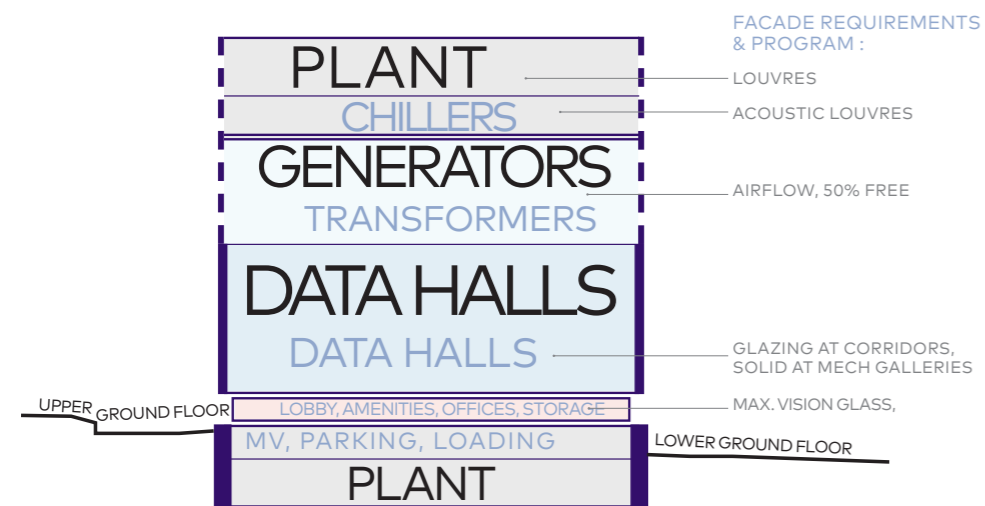 FACADE REQUIREMENTS
& PROGRAM :
PLANT
LOUVRES
CHILLERS
ACOUSTIC LOUVRES
GENERATORS
AIRFLOW, 50% FREE
TRANSFORMERS
DATA HALLS
DATA HALLS
GLAZING AT CORRIDORS,
SOLID AT MECH GALLERIES
UPPER GROUND FLOOR
LOBBY, AMENITIES, OFFICES, STORAGE
MAX. VISION GLASS,
MV, PARKING, LOADING
LOWER GROUND FLOOR
PLANT